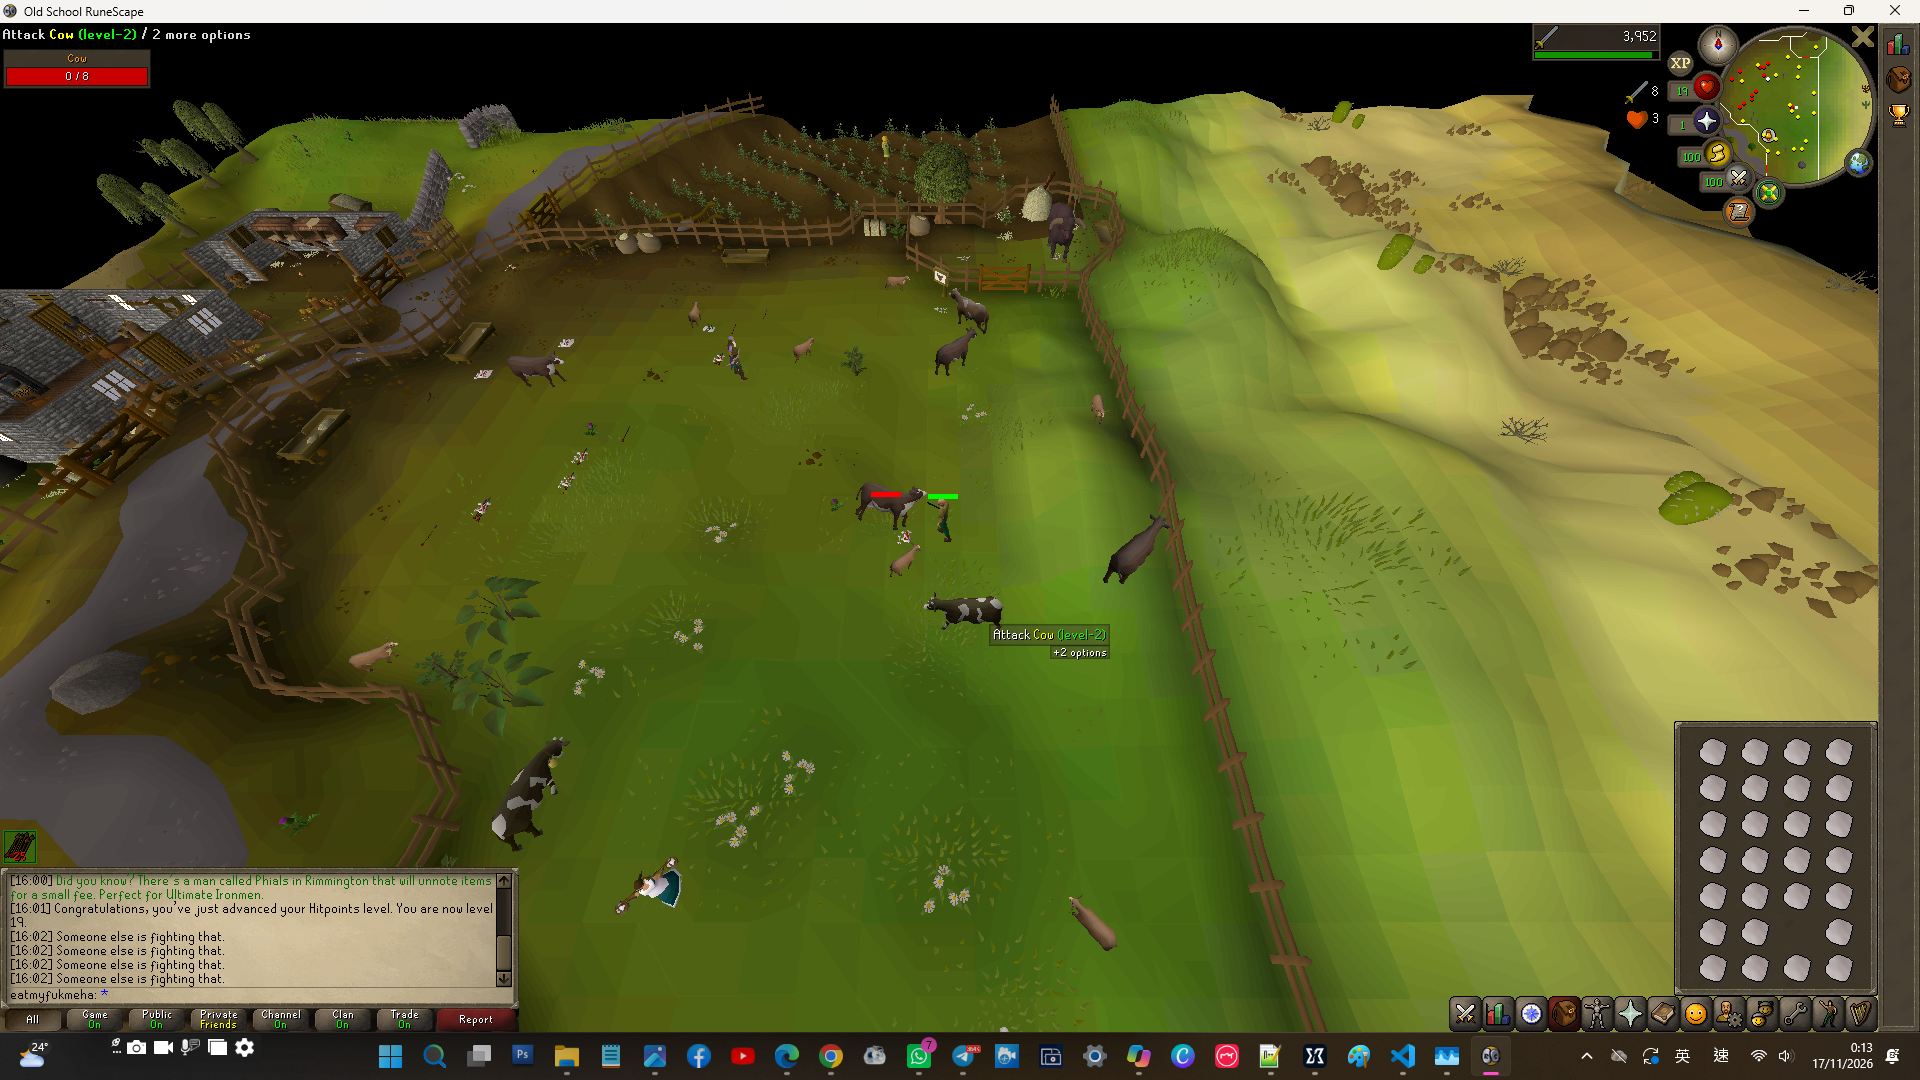 Old School RuneScape
Attack Cow (level-2) / 2 more options
Cow
0 / 8
3,952
XP
N
8
19
3
1
100
100
Attack Cow (level-2)
+2 options
23
[16:00] Did you know? There's a man called Phials in Rimmington that will unnote items
for a small fee. Perfect for Ultimate Ironmen.
[16:01] Congratulations, you've just advanced your Hitpoints level. You are now level
19.
[16:02] Someone else is fighting that.
[16:02] Someone else is fighting that.
[16:02] Someone else is fighting that.
[16:02] Someone else is fighting that.
eatmyfukmeha: *
All
Game
On
Public
On
Private
Friends
Channel
On
Clan
On
Trade
On
Report
24°
Ps
7
英
速
0:13
17/11/2026